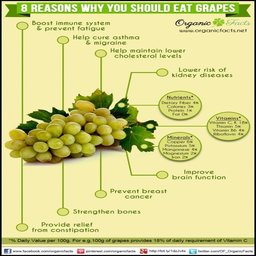 8 REASONS WHY YOU SHOULD EAT GRAPES
Organic Facts
www.organicfacts.net
Boost immune system
& prevent fatigue
Help cure asthma
& migraine
Help maintain lower
cholesterol levels
Lower risk of
kidney diseases
Nutrients*
Dietary Fiber 4%
Calories 3%
Protein 1%
Fat 0%
Vitamins*
Vitamin C, K 18%
Thiamin 5%
Vitamin B6 4%
Riboflavin 4%
Minerals*
Copper 6%
Potassium 5%
Manganese 4%
Magnesium 2%
Iron 2%
Improve
brain function
Prevent breast
cancer
Strengthen bones
Provide relief
from constipation
*% Daily Value per 100g. For e.g.100g of grapes provides 18% of daily requirement of Vitamin C
www.facebook.com/organicfacts
pinterest.com/organicfacts
twitter.com/OF_OrganicFacts